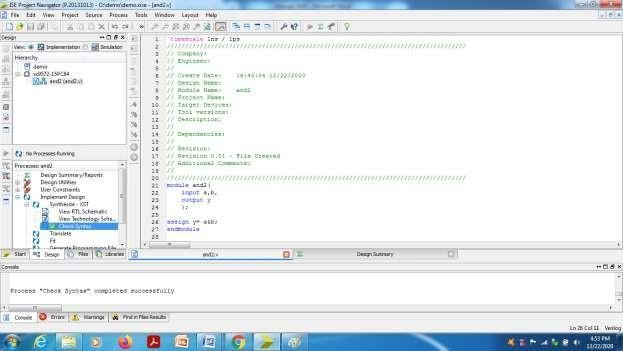 ISE Project Navigator (P.20131013) - O:\demo\demo.xise - [and2.v]
File Edit View Project Source Process Tools Window Layout Help
Design
View: Implementation Simulation
Hierarchy
demo
xc9572-15PC84
and2 (and2.v)
No Processes Running
Processes: and2
Design Summary/Reports
Design Utilities
User Constraints
Implement Design
Synthesize - XST
View RTL Schematic
View Technology Sche...
Check Syntax
Translate
Fit
Generate Programming File
Start Design Files Libraries
1 `timescale 1ns / 1ps
2 //////////////////////////////////////////////////////////////////////////////////
3 // Company:
4 // Engineer:
5 //
6 // Create Date: 16:40:04 12/22/2020
7 // Design Name:
8 // Module Name: and2
9 // Project Name:
10 // Target Devices:
11 // Tool versions:
12 // Description:
13 //
14 // Dependencies:
15 //
16 // Revision:
17 // Revision 0.01 - File Created
18 // Additional Comments:
19 //
20 //////////////////////////////////////////////////////////////////////////////////
21 module and2(
22 input a,b,
23 output y
24 );
25
26 assign y= a&b;
27 endmodule
28
and2.v Design Summary
Console
Process "Check Syntax" completed successfully
Console Errors Warnings Find in Files Results
Ln 26 Col 11 Verilog
4:53 PM
12/22/2020